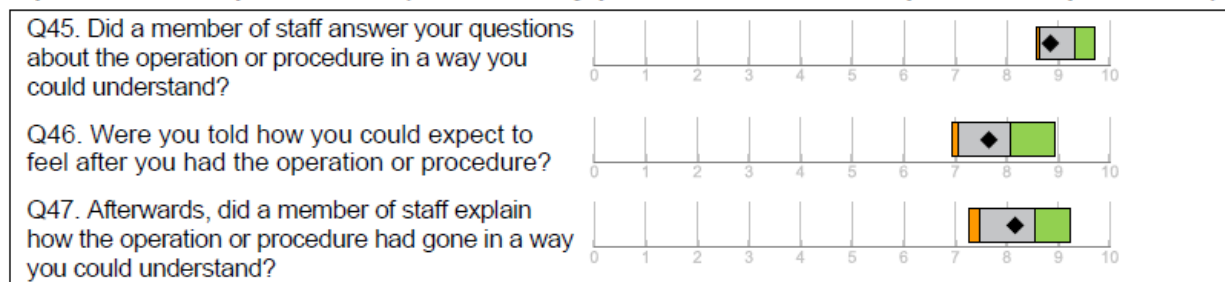 Q45. Did a member of staff answer your questions
about the operation or procedure in a way you
could understand?
0 1 2 3 4 5 6 7 8 9 10
Q46. Were you told how you could expect to
feel after you had the operation or procedure?
0 1 2 3 4 5 6 7 8 9 10
Q47. Afterwards, did a member of staff explain
how the operation or procedure had gone in a way
you could understand?
0 1 2 3 4 5 6 7 8 9 10